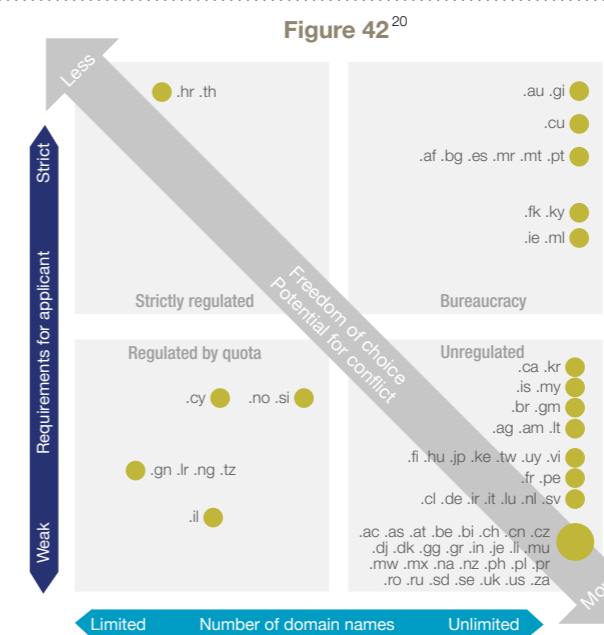 Figure 42 20
Less
.hr .th
.au .gi
.cu
.af .bg .es .mr .mt .pt
.fk .ky
.ie .ml
Strict
Requirements for applicant
Weak
Freedom of choice
Potential for conflict
Strictly regulated
Bureaucracy
Regulated by quota
Unregulated
.cy
.no .si
.gn .lr .ng .tz
.il
.ca .kr
.is .my
.br .gm
.ag .am .lt
.fi .hu .jp .ke .tw .uy .vi
.fr .pe
.cl .de .ir .it .lu .nl .sv
.ac .as .at .be .bi .ch .cn .cz
.dj .dk .gg .gr .in .je .li .mu
.mw .mx .na .nz .ph .pl .pr
.ro .ru .sd .se .uk .us .za
Limited
Number of domain names
Unlimited